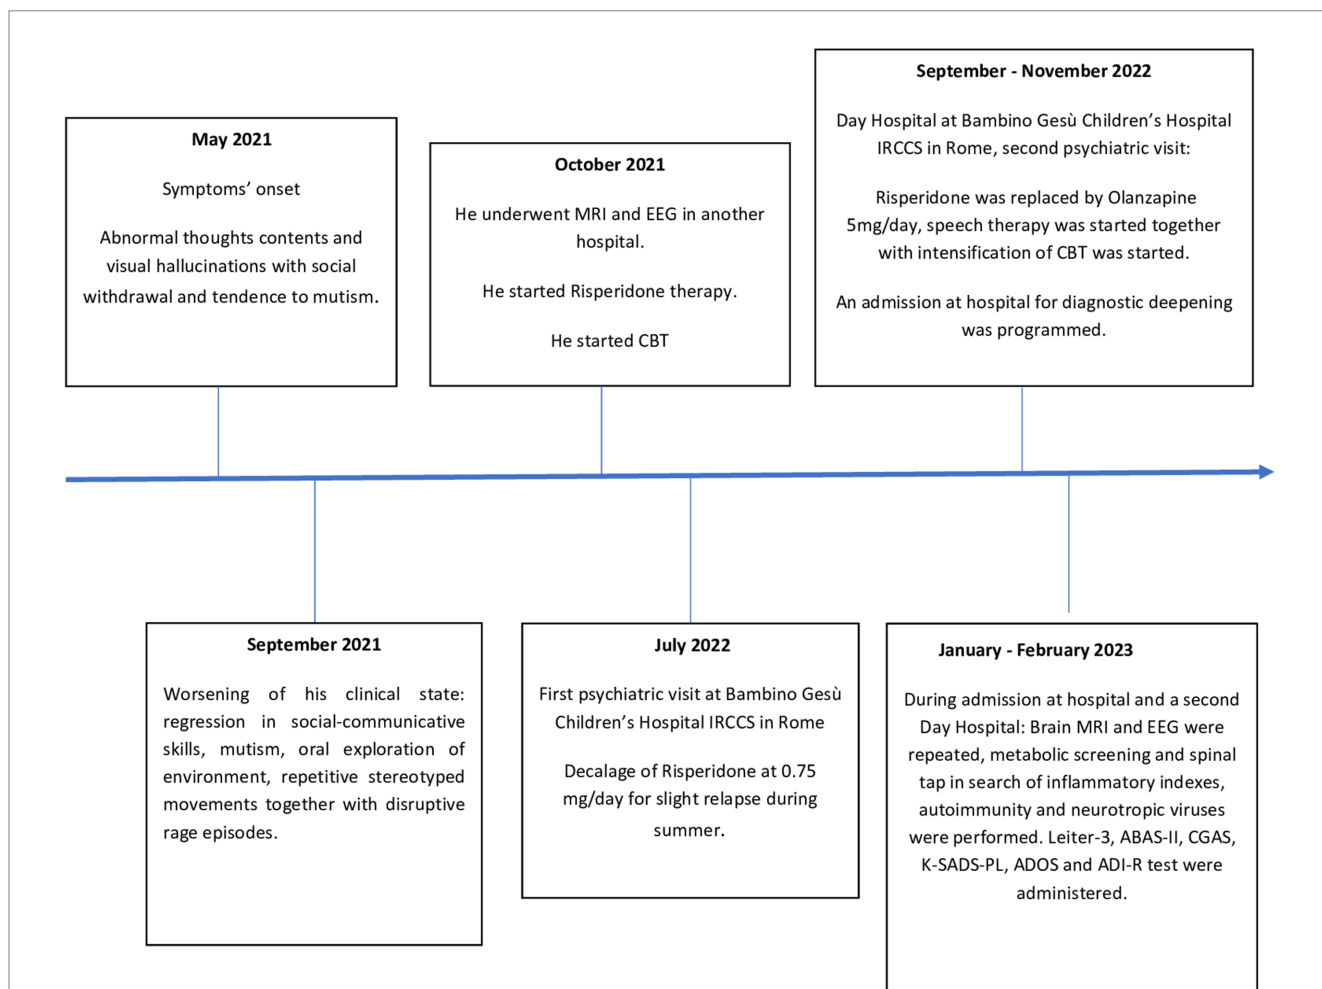 May 2021
Symptoms’ onset
Abnormal thoughts contents and
visual hallucinations with social
withdrawal and tendence to mutism.
September 2021
Worsening of his clinical state:
regression in social-communicative
skills, mutism, oral exploration of
environment, repetitive stereotyped
movements together with disruptive
rage episodes.
October 2021
He underwent MRI and EEG in another
hospital.
He started Risperidone therapy.
He started CBT
July 2022
First psychiatric visit at Bambino Gesù
Children’s Hospital IRCCS in Rome
Decalage of Risperidone at 0.75
mg/day for slight relapse during
summer.
September - November 2022
Day Hospital at Bambino Gesù Children’s Hospital
IRCCS in Rome, second psychiatric visit:
Risperidone was replaced by Olanzapine
5mg/day, speech therapy was started together
with intensification of CBT was started.
An admission at hospital for diagnostic deepening
was programmed.
January - February 2023
During admission at hospital and a second
Day Hospital: Brain MRI and EEG were
repeated, metabolic screening and spinal
tap in search of inflammatory indexes,
autoimmunity and neurotropic viruses
were performed. Leiter-3, ABAS-II, CGAS,
K-SADS-PL, ADOS and ADI-R test were
administered.